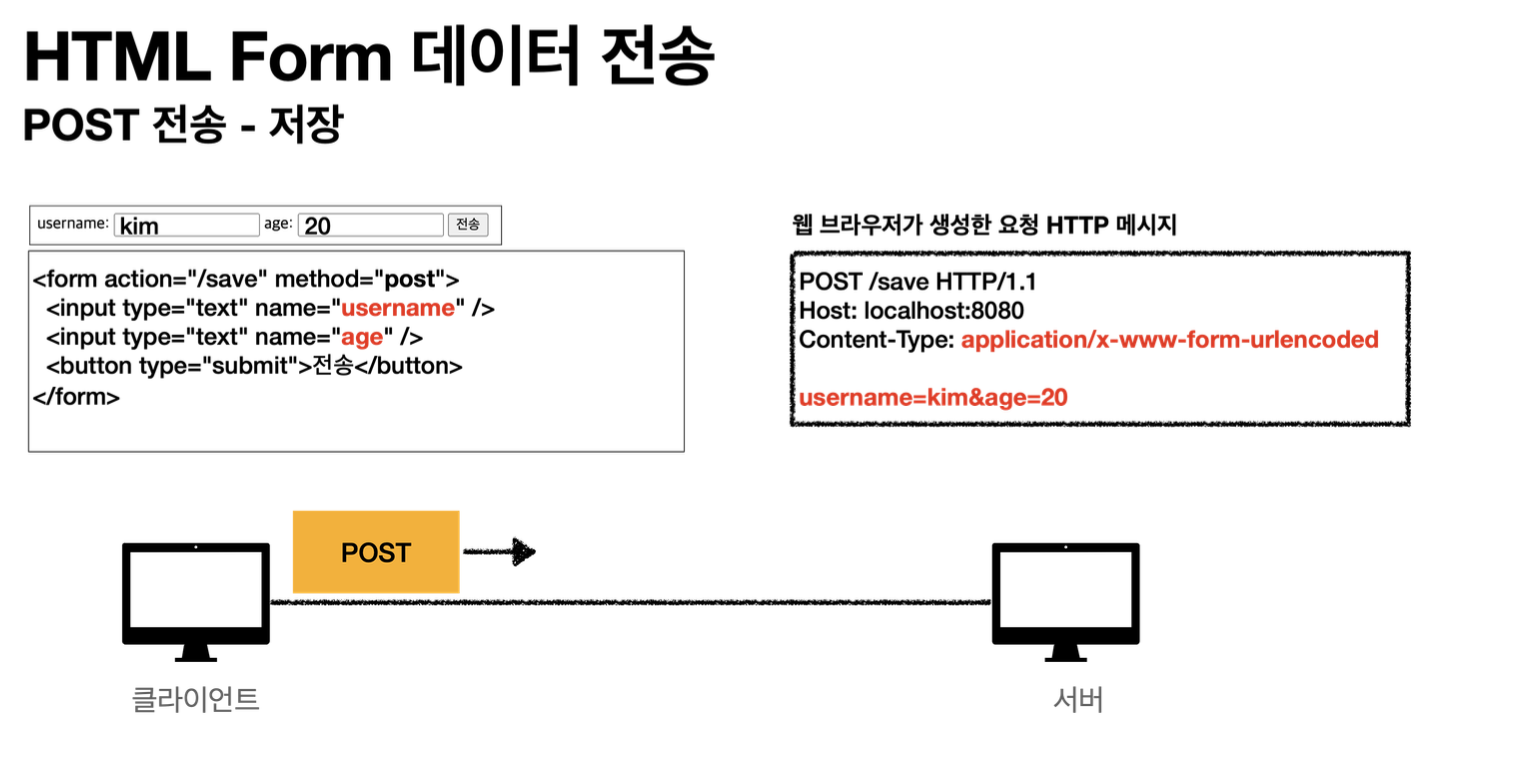 HTML Form 데이터 전송
POST 전송 - 저장
username: kim age: 20 전송
<form action="/save" method="post">
<input type="text" name="username" />
<input type="text" name="age" />
<button type="submit">전송</button>
</form>
웹 브라우저가 생성한 요청 HTTP 메시지
POST /save HTTP/1.1
Host: localhost:8080
Content-Type: application/x-www-form-urlencoded
username=kim&age=20
POST
클라이언트
서버